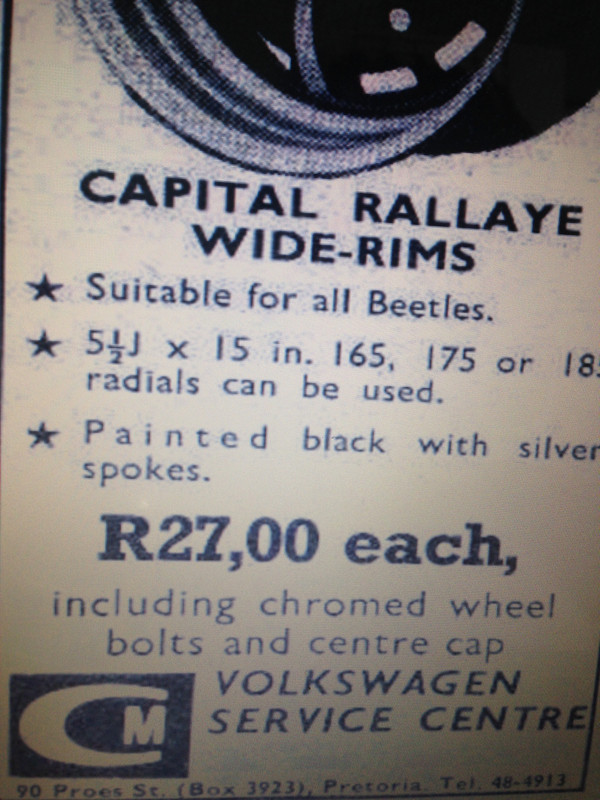 CAPITAL RALLAYE
WIDE-RIMS
★ Suitable for all Beetles.
★ 5½J x 15 in. 165, 175 or 185
radials can be used.
★ Painted black with silver
spokes.
R27,00 each,
including chromed wheel
bolts and centre cap
CM
VOLKSWAGEN
SERVICE CENTRE
90 Proes St. (Box 3923), Pretoria. Tel. 48-4913